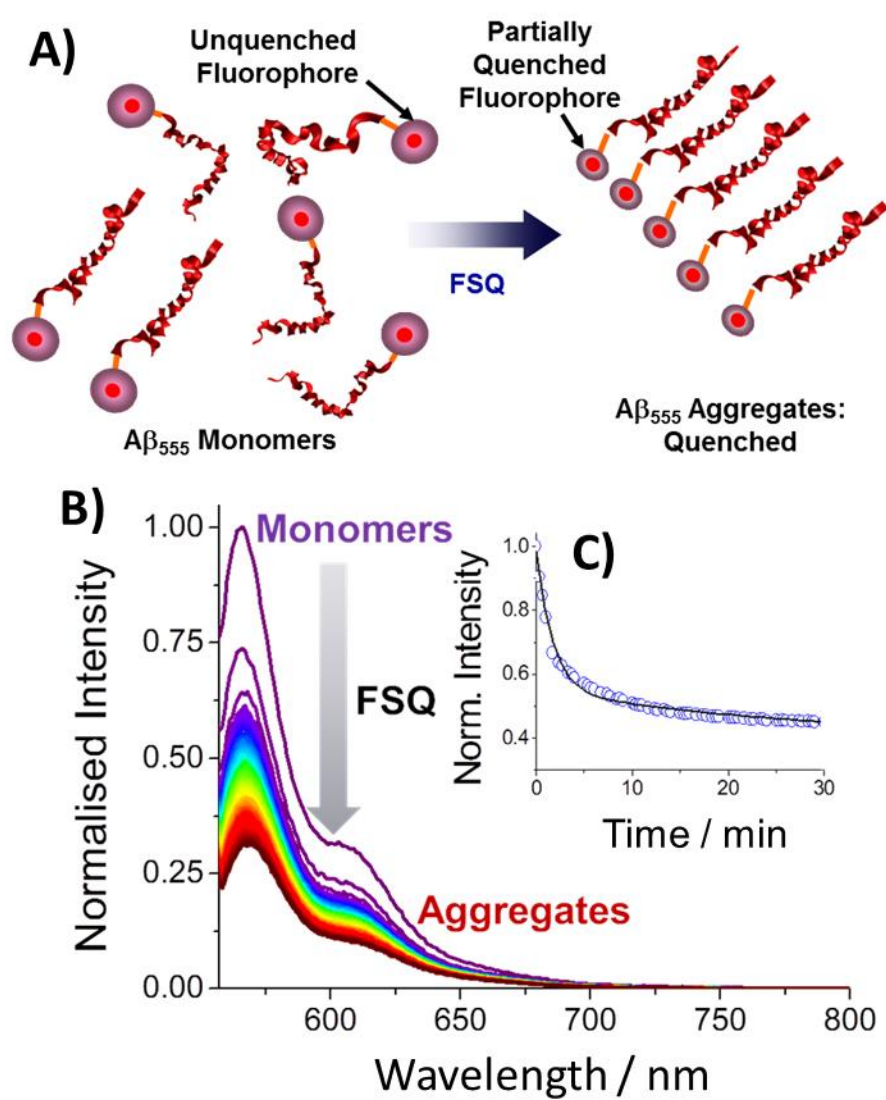 A)
Unquenched
Fluorophore
Partially
Quenched
Fluorophore
FSQ
Aβ555 Monomers
Aβ555 Aggregates:
Quenched
B)
Monomers
FSQ
Aggregates
1.00
0.75
0.50
0.25
0.00
Normalised Intensity
600
650
700
750
800
Wavelength / nm
C)
1.0
0.8
0.6
0.4
Norm. Intensity
0
10
20
30
Time / min